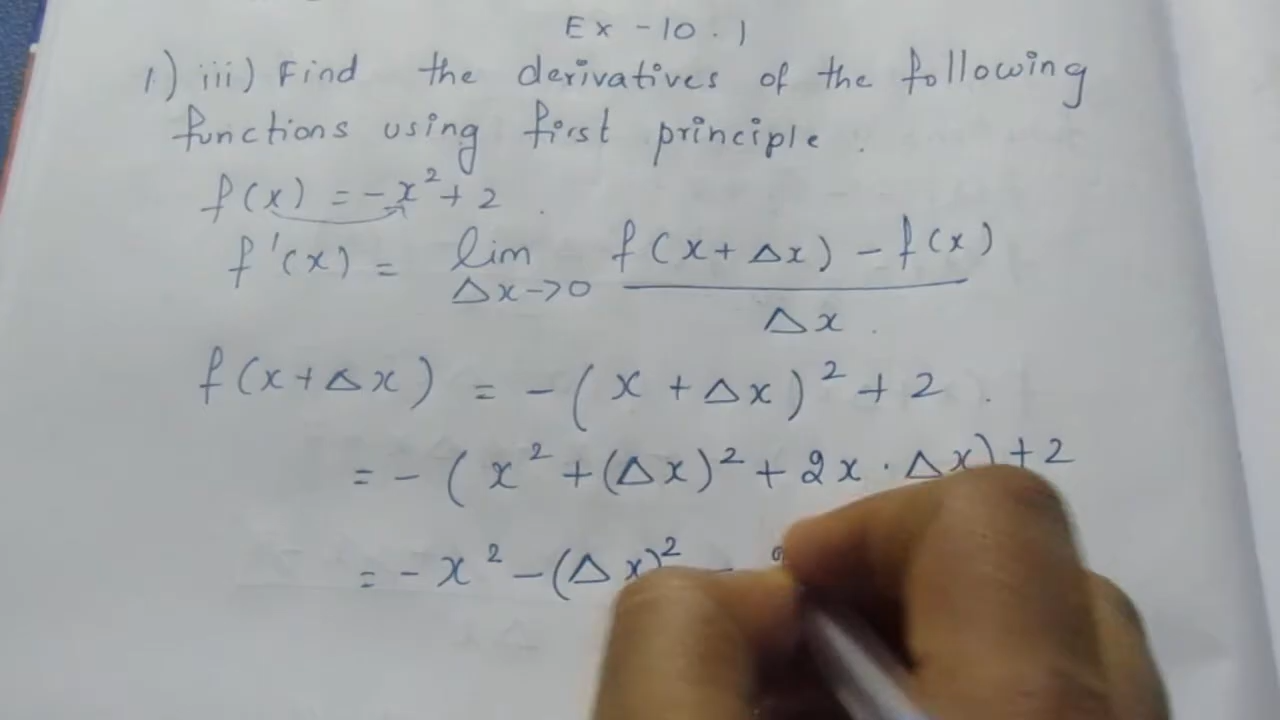 Ex - 10.1
1) iii) Find the derivatives of the following
functions using first principle.
f(x) = -x² + 2
f'(x) = lim Δx->0 f(x + Δx) - f(x) / Δx
f(x + Δx) = -(x + Δx)² + 2
= -(x² + (Δx)² + 2x · Δx) + 2
= -x² - (Δx)² -